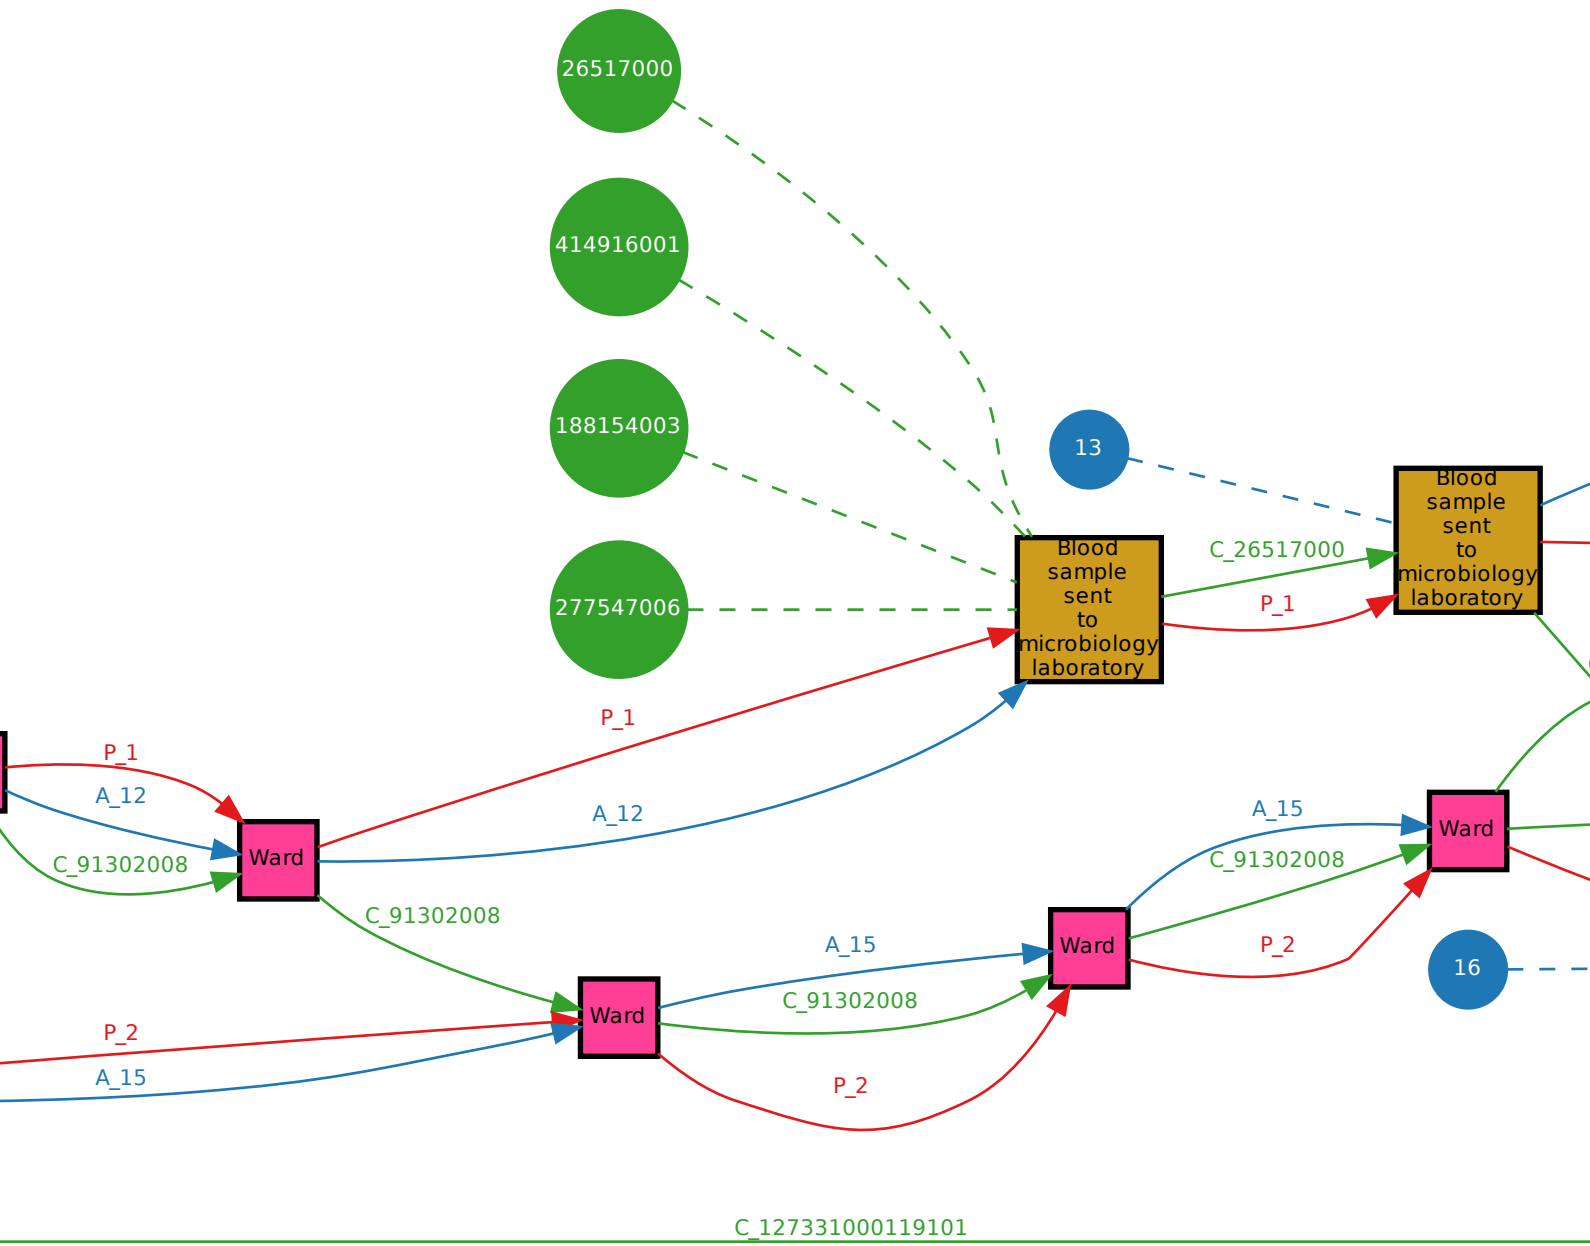 26517000
414916001
188154003
277547006
13
Blood
sample
sent
to
microbiology
laboratory
Blood
sample
sent
to
microbiology
laboratory
C_26517000
P_1
P_1
A_12
P_1
A_12
C_91302008
Ward
C_91302008
A_15
C_91302008
P_2
Ward
Ward
A_15
C_91302008
P_2
Ward
16
P_2
A_15
C_127331000119101